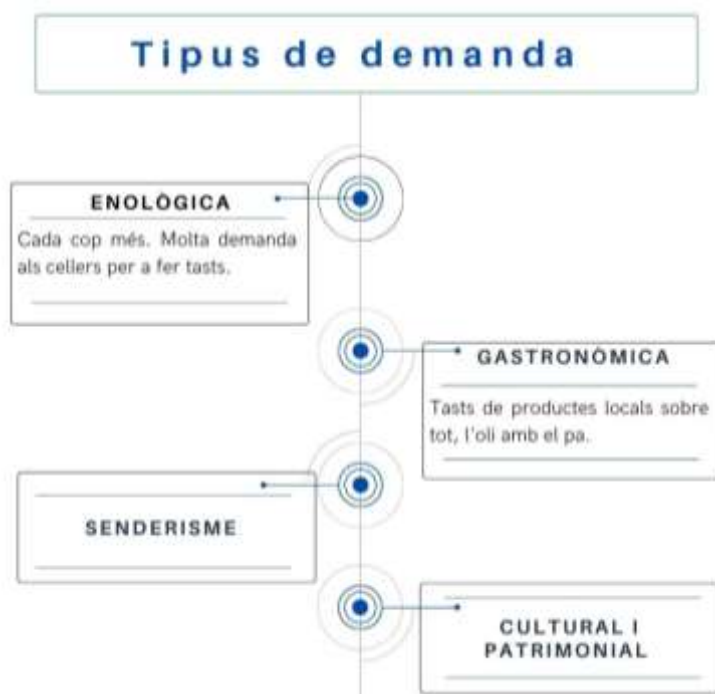 Tipus de demanda
ENOLÒGICA
Cada cop més. Molta demanda
als cellers per a fer tasts.
GASTRONÒMICA
Tasts de productes locals sobre
tot, l'oli amb el pa.
SENDERISME
CULTURAL I
PATRIMONIAL